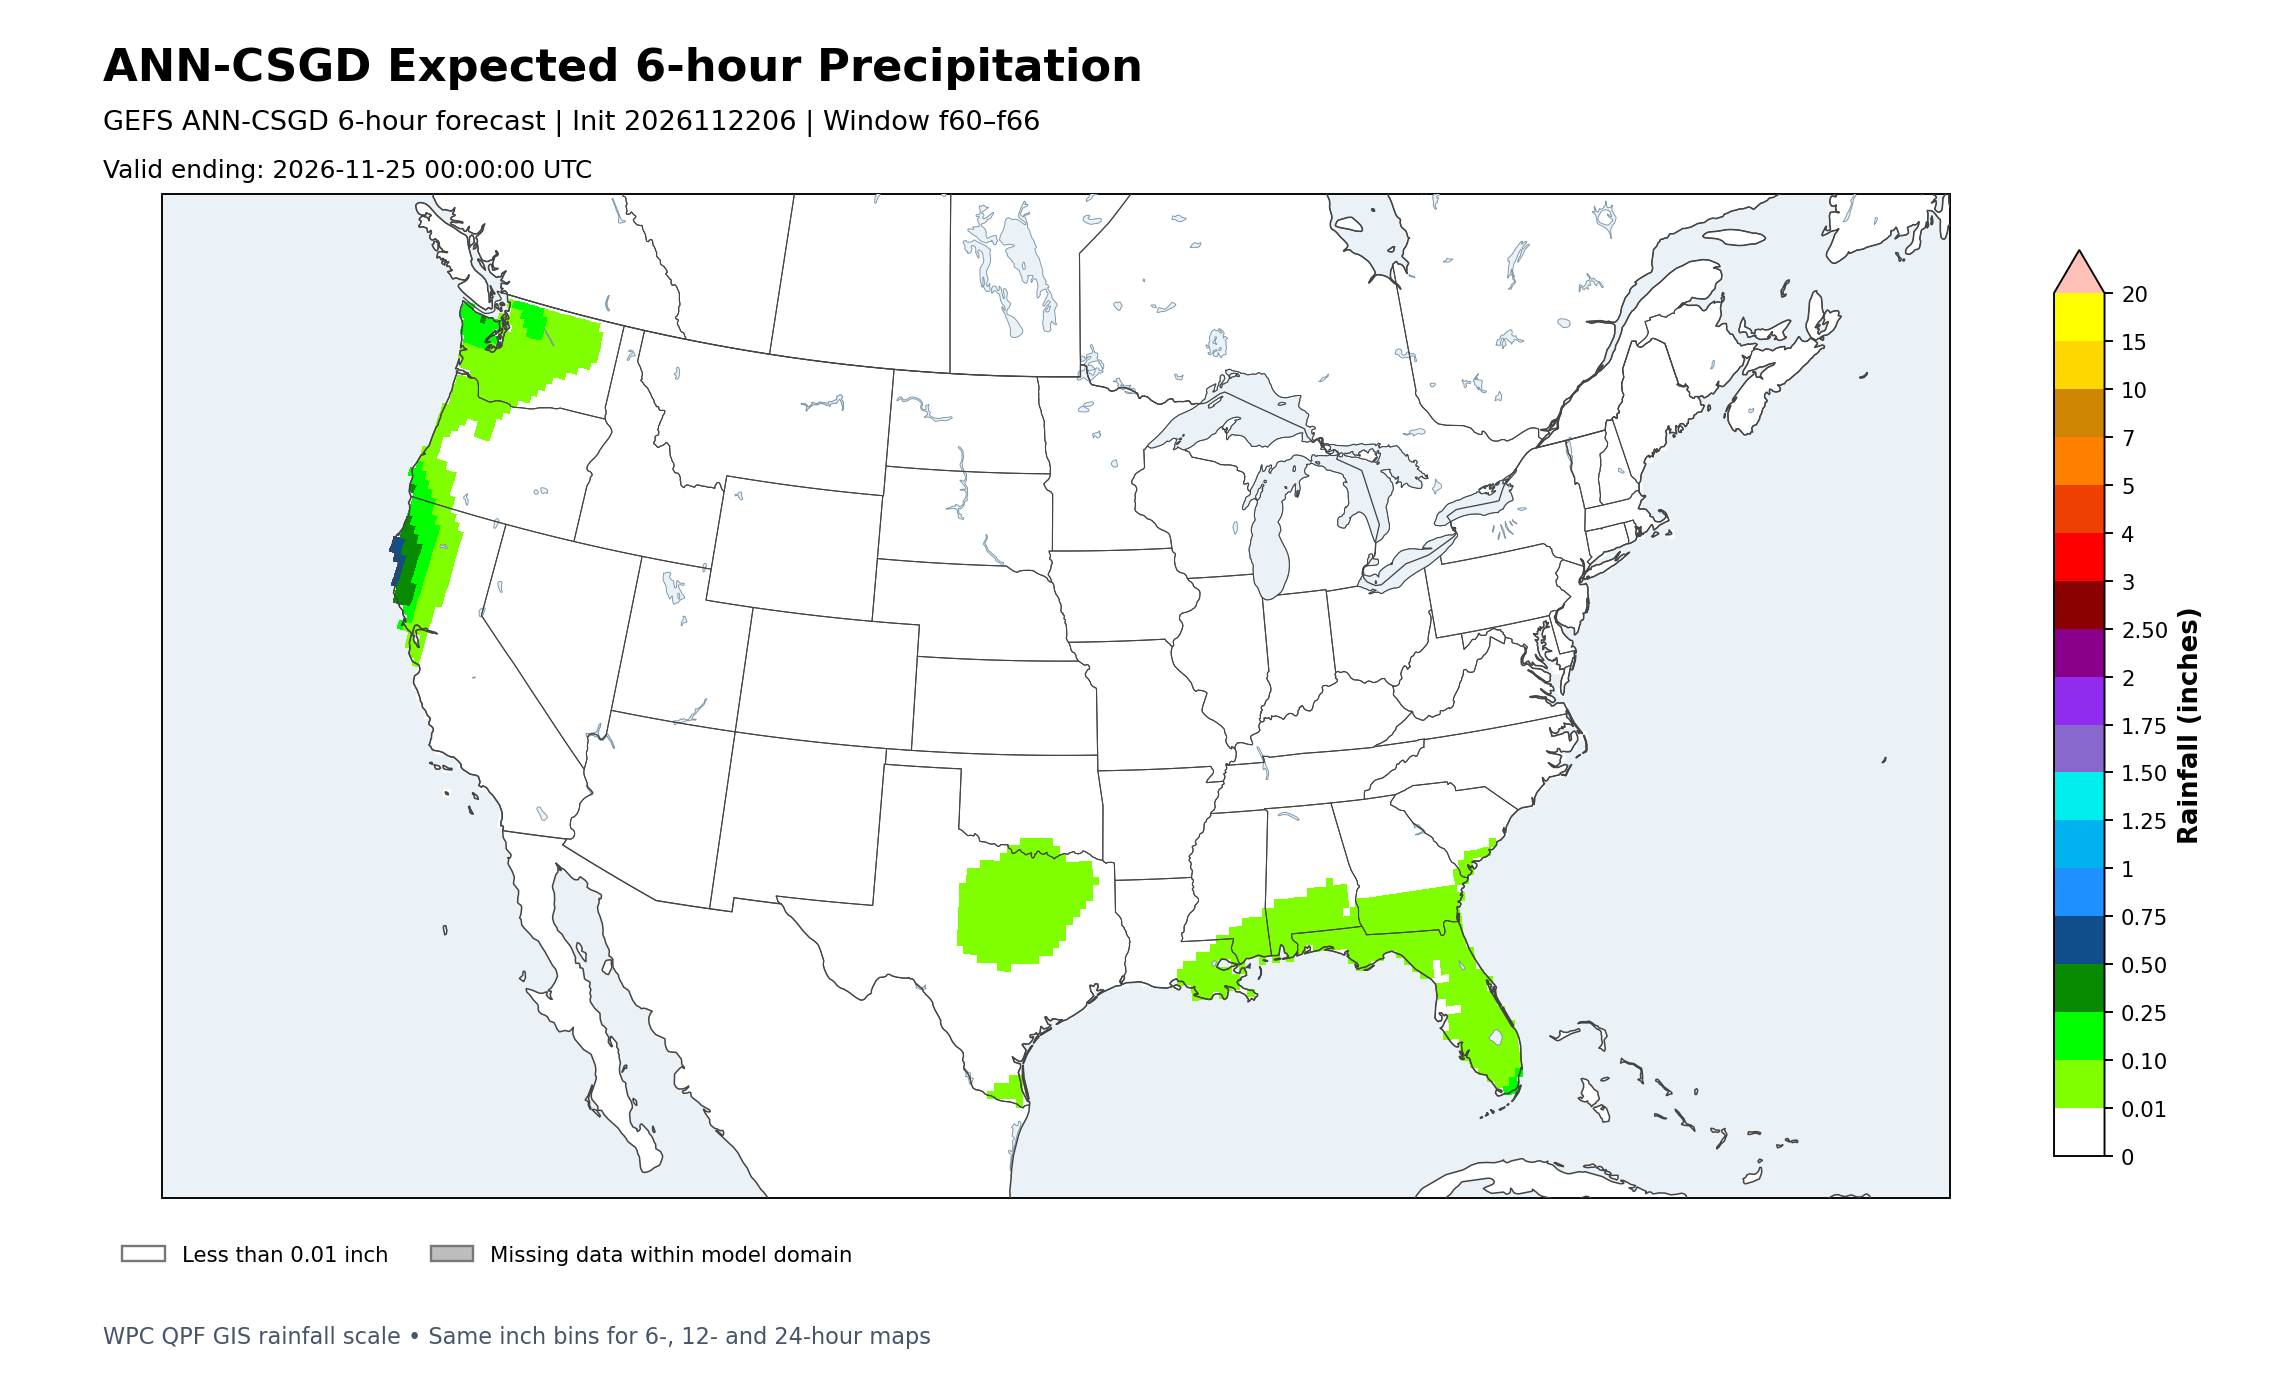 ANN-CSGD Expected 6-hour Precipitation
GEFS ANN-CSGD 6-hour forecast | Init 2026112206 | Window f60–f66
Valid ending: 2026-11-25 00:00:00 UTC
20
15
10
7
5
4
3
2.50
2
1.75
1.50
1.25
1
0.75
0.50
0.25
0.10
0.01
0
Rainfall (inches)
Less than 0.01 inch
Missing data within model domain
WPC QPF GIS rainfall scale • Same inch bins for 6-, 12- and 24-hour maps